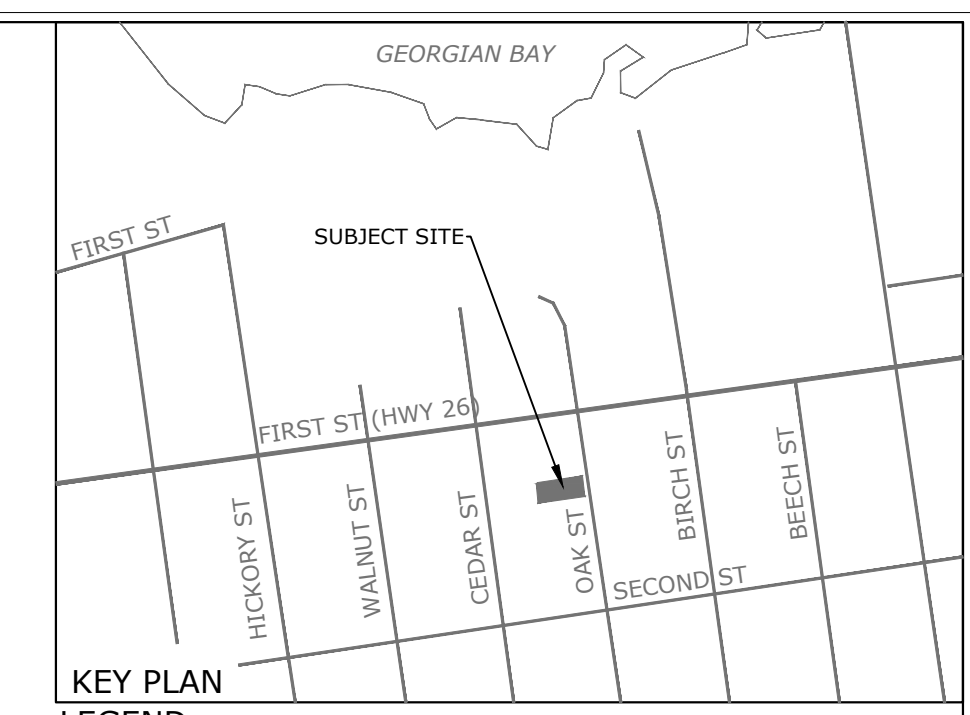 GEORGIAN BAY
FIRST ST
SUBJECT SITE
FIRST ST (HWY 26)
HICKORY ST
WALNUT ST
CEDAR ST
OAK ST
BIRCH ST
BEECH ST
SECOND ST
KEY PLAN
LEGEND